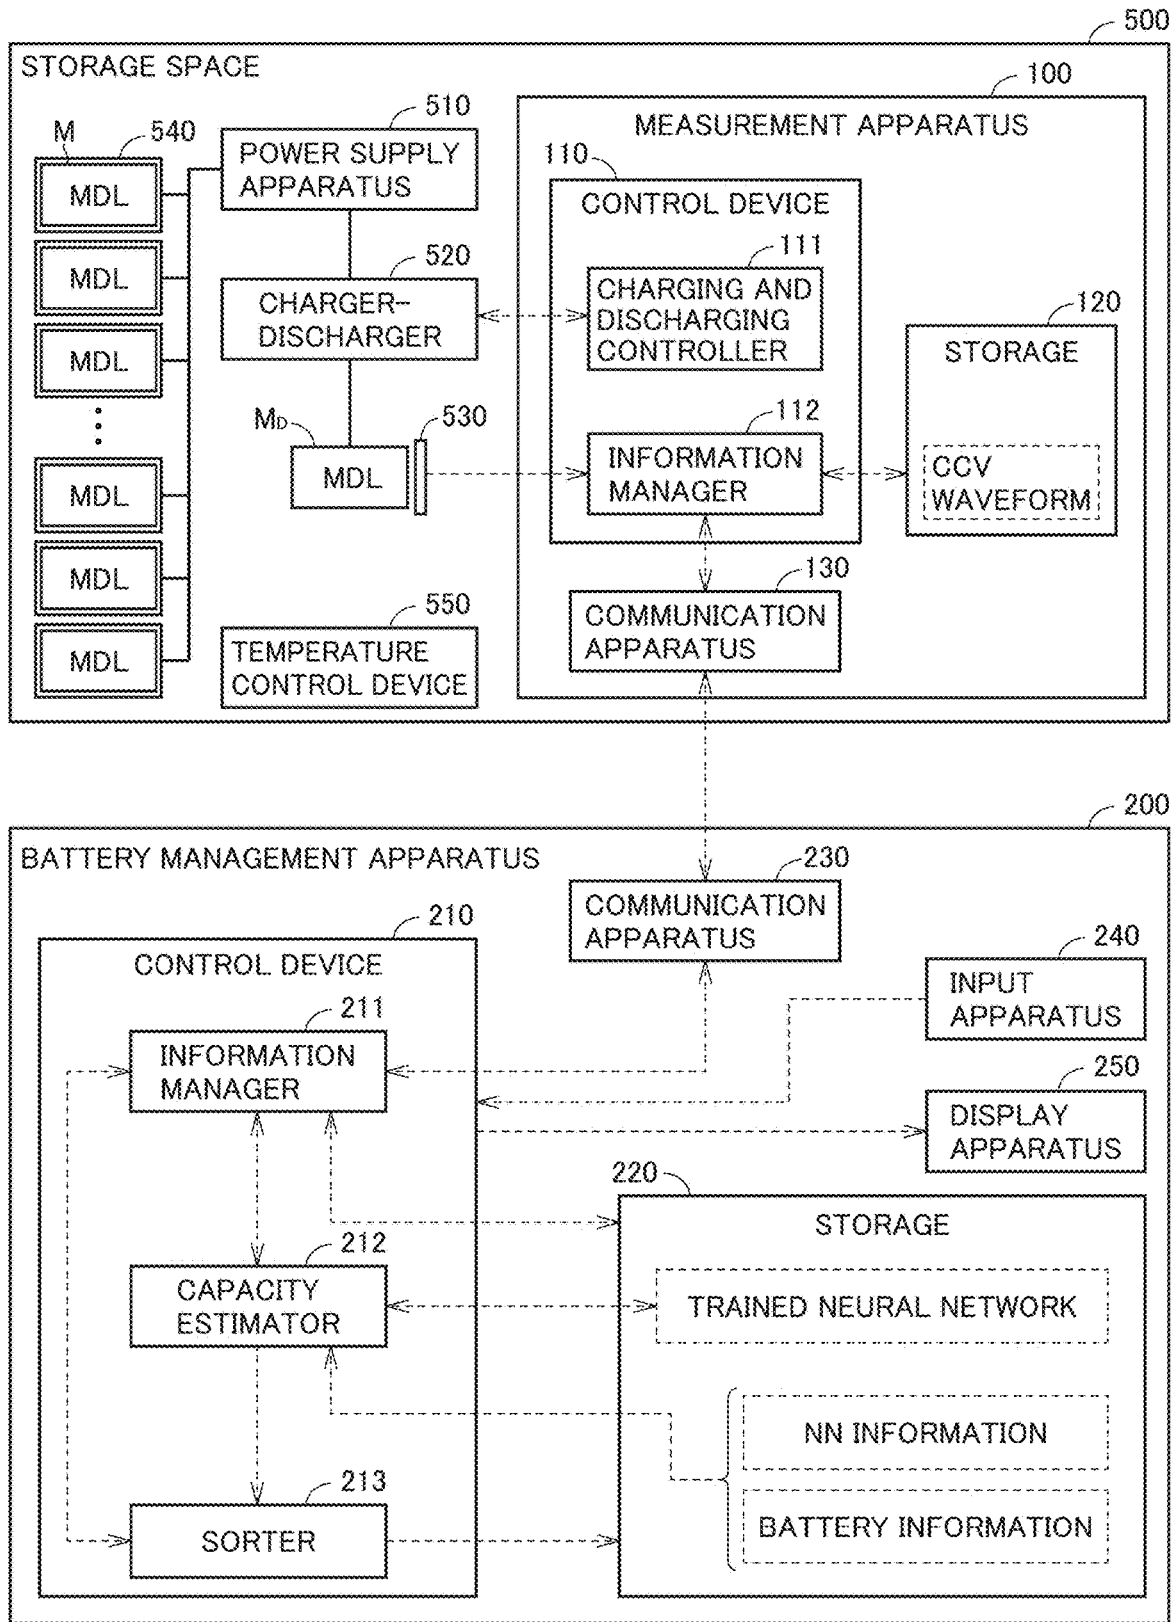 500
STORAGE SPACE
100
MEASUREMENT APPARATUS
M
540
MDL
MDL
MDL
MDL
MDL
MDL
510
POWER SUPPLY
APPARATUS
520
CHARGER-
DISCHARGER
MD
530
MDL
550
TEMPERATURE
CONTROL DEVICE
110
CONTROL DEVICE
111
CHARGING AND
DISCHARGING
CONTROLLER
112
INFORMATION
MANAGER
120
STORAGE
CCV
WAVEFORM
130
COMMUNICATION
APPARATUS
200
BATTERY MANAGEMENT APPARATUS
230
COMMUNICATION
APPARATUS
210
CONTROL DEVICE
211
INFORMATION
MANAGER
212
CAPACITY
ESTIMATOR
213
SORTER
240
INPUT
APPARATUS
250
DISPLAY
APPARATUS
220
STORAGE
TRAINED NEURAL NETWORK
NN INFORMATION
BATTERY INFORMATION